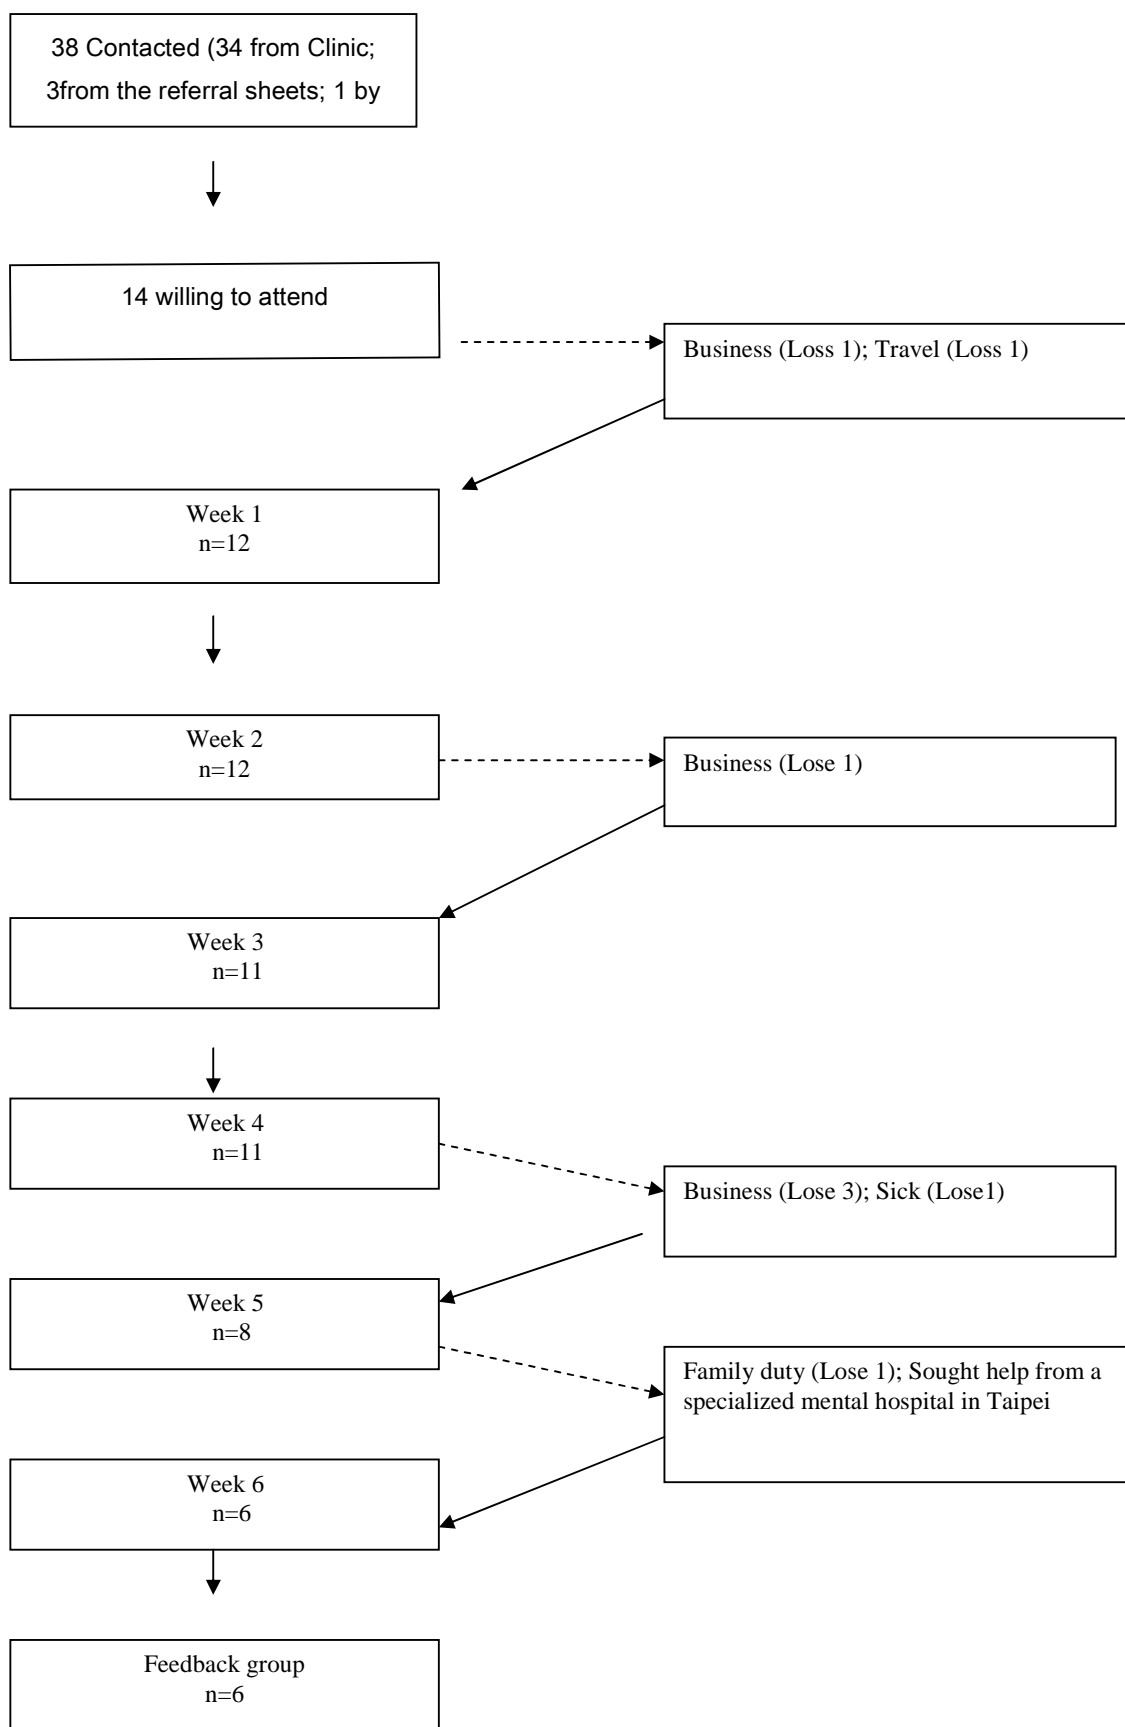 38 Contacted (34 from Clinic;
3from the referral sheets; 1 by
14 willing to attend
Business (Loss 1); Travel (Loss 1)
Week 1
n=12
Week 2
n=12
Business (Lose 1)
Week 3
n=11
Week 4
n=11
Business (Lose 3); Sick (Lose1)
Week 5
n=8
Family duty (Lose 1); Sought help from a
specialized mental hospital in Taipei
Week 6
n=6
Feedback group
n=6